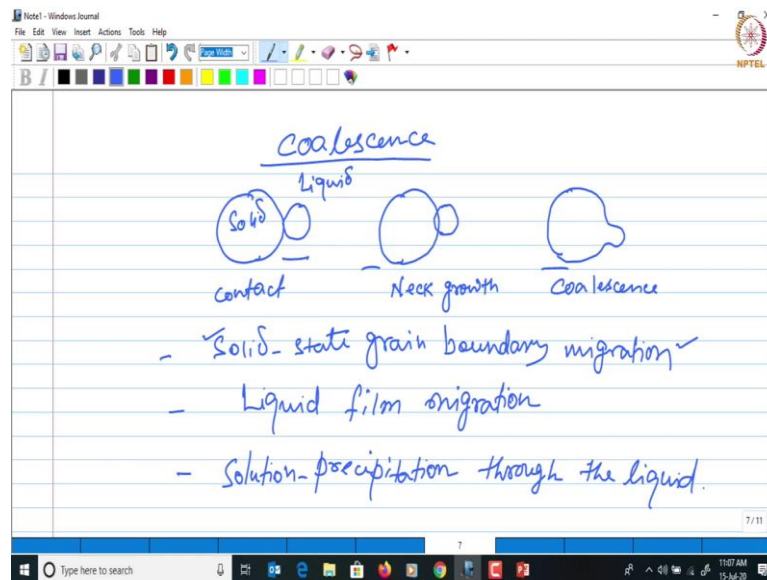 Note1 - Windows Journal
File Edit View Insert Actions Tools Help
Page Width
NPTEL
B I
Coalescence
Liquid
Solid
contact
Neck growth
Coalescence
- Solid-state grain boundary migration
- Liquid film migration
- Solution-precipitation through the liquid.
7/11
7
Type here to search
11:07 AM
15-Jul-20